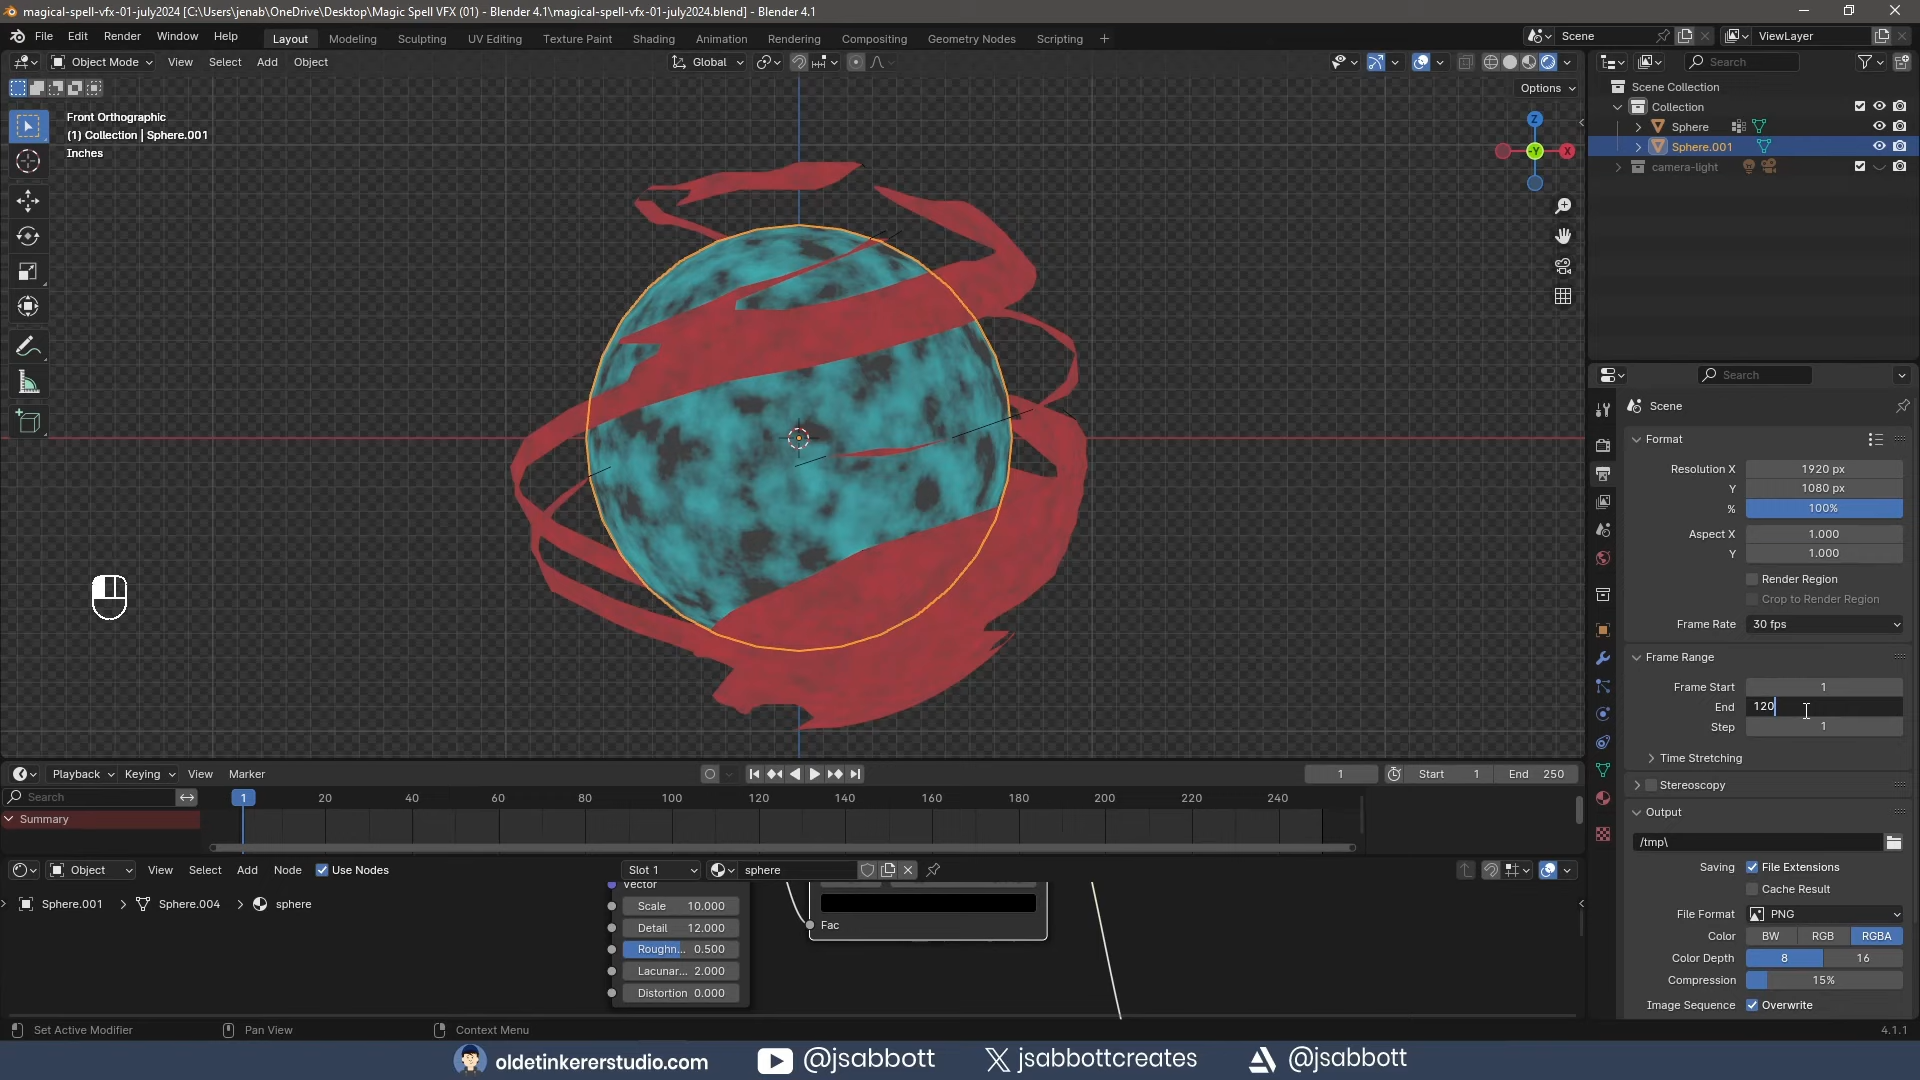 magical-spell-vfx-01-july2024 [C:\Users\jenab\OneDrive\Desktop\Magic Spell VFX (01) - Blender 4.1\magical-spell-vfx-01-july2024.blend] - Blender 4.1
File Edit Render Window Help Layout Modeling Sculpting UV Editing Texture Paint Shading Animation Rendering Compositing Geometry Nodes Scripting + Scene ViewLayer
Object Mode View Select Add Object Global Search
Options
Scene Collection
Collection
Sphere
Sphere.001
camera-light
Front Orthographic
(1) Collection | Sphere.001
Inches
Z
-Y X
Search
Scene
Format
Resolution X 1920 px
Y 1080 px
% 100%
Aspect X 1.000
Y 1.000
Render Region
Crop to Render Region
Frame Rate 30 fps
Frame Range
Frame Start 1
End 120
Step 1
Time Stretching
Stereoscopy
Output
/tmp\
Saving File Extensions
Cache Result
File Format PNG
Color BW RGB RGBA
Color Depth 8 16
Compression 15%
Image Sequence Overwrite
Playback Keying View Marker 1 Start 1 End 250
Search 1 20 40 60 80 100 120 140 160 180 200 220 240
Summary
Object View Select Add Node Use Nodes Slot 1 sphere
Sphere.001 > Sphere.004 > sphere
Vector
Scale 10.000
Detail 12.000
Roughn... 0.500
Lacunar... 2.000
Distortion 0.000
Fac
Set Active Modifier Pan View Context Menu 4.1.1
oldetinkererstudio.com @jsabbott jsabbottcreates @jsabbott